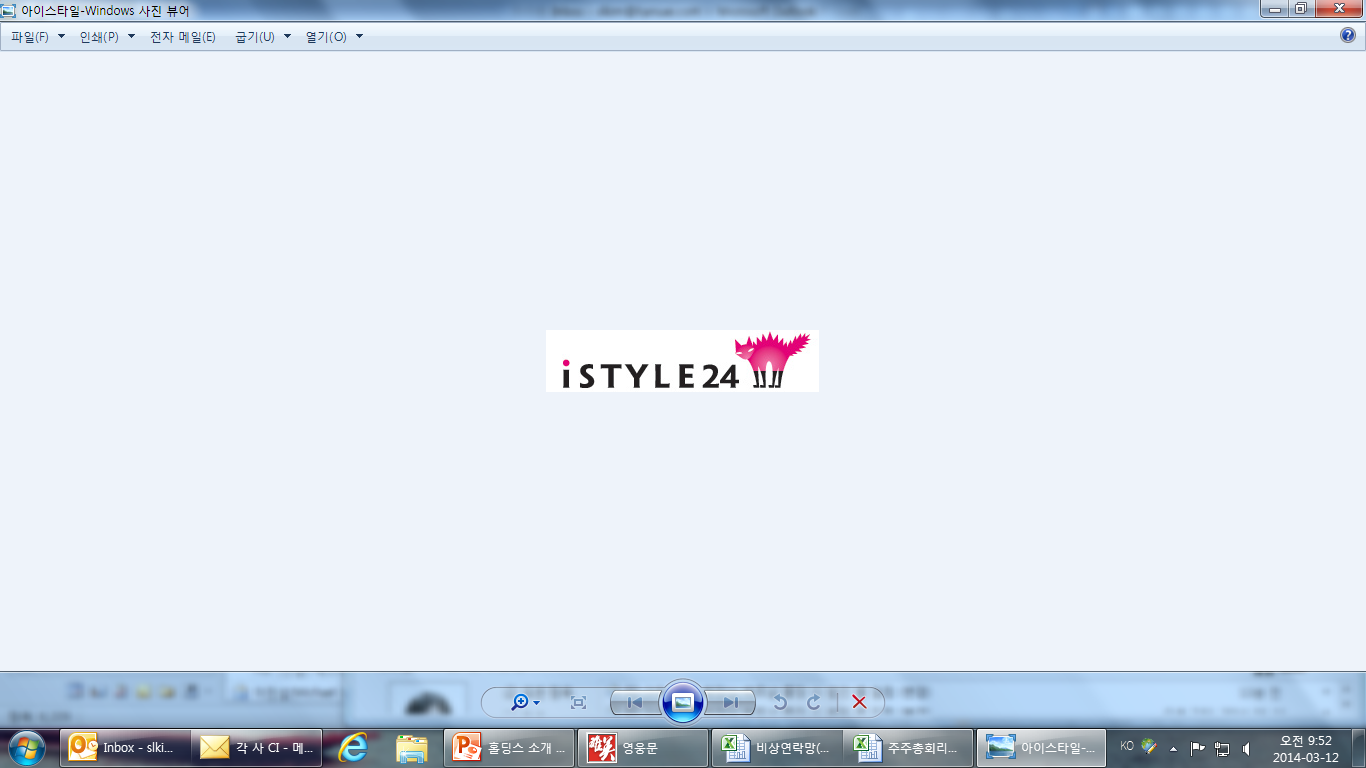 아이스타일-Windows 사진 뷰어
파일(F) 인쇄(P) 전자 메일(E) 굽기(U) 열기(O)
iSTYLE24
Inbox - slki... 각 사 CI - 메... 홀딩스 소개 ... 영웅문 비상연락망(... 주주총회리... 아이스타일-... KO 오전 9:52
2014-03-12